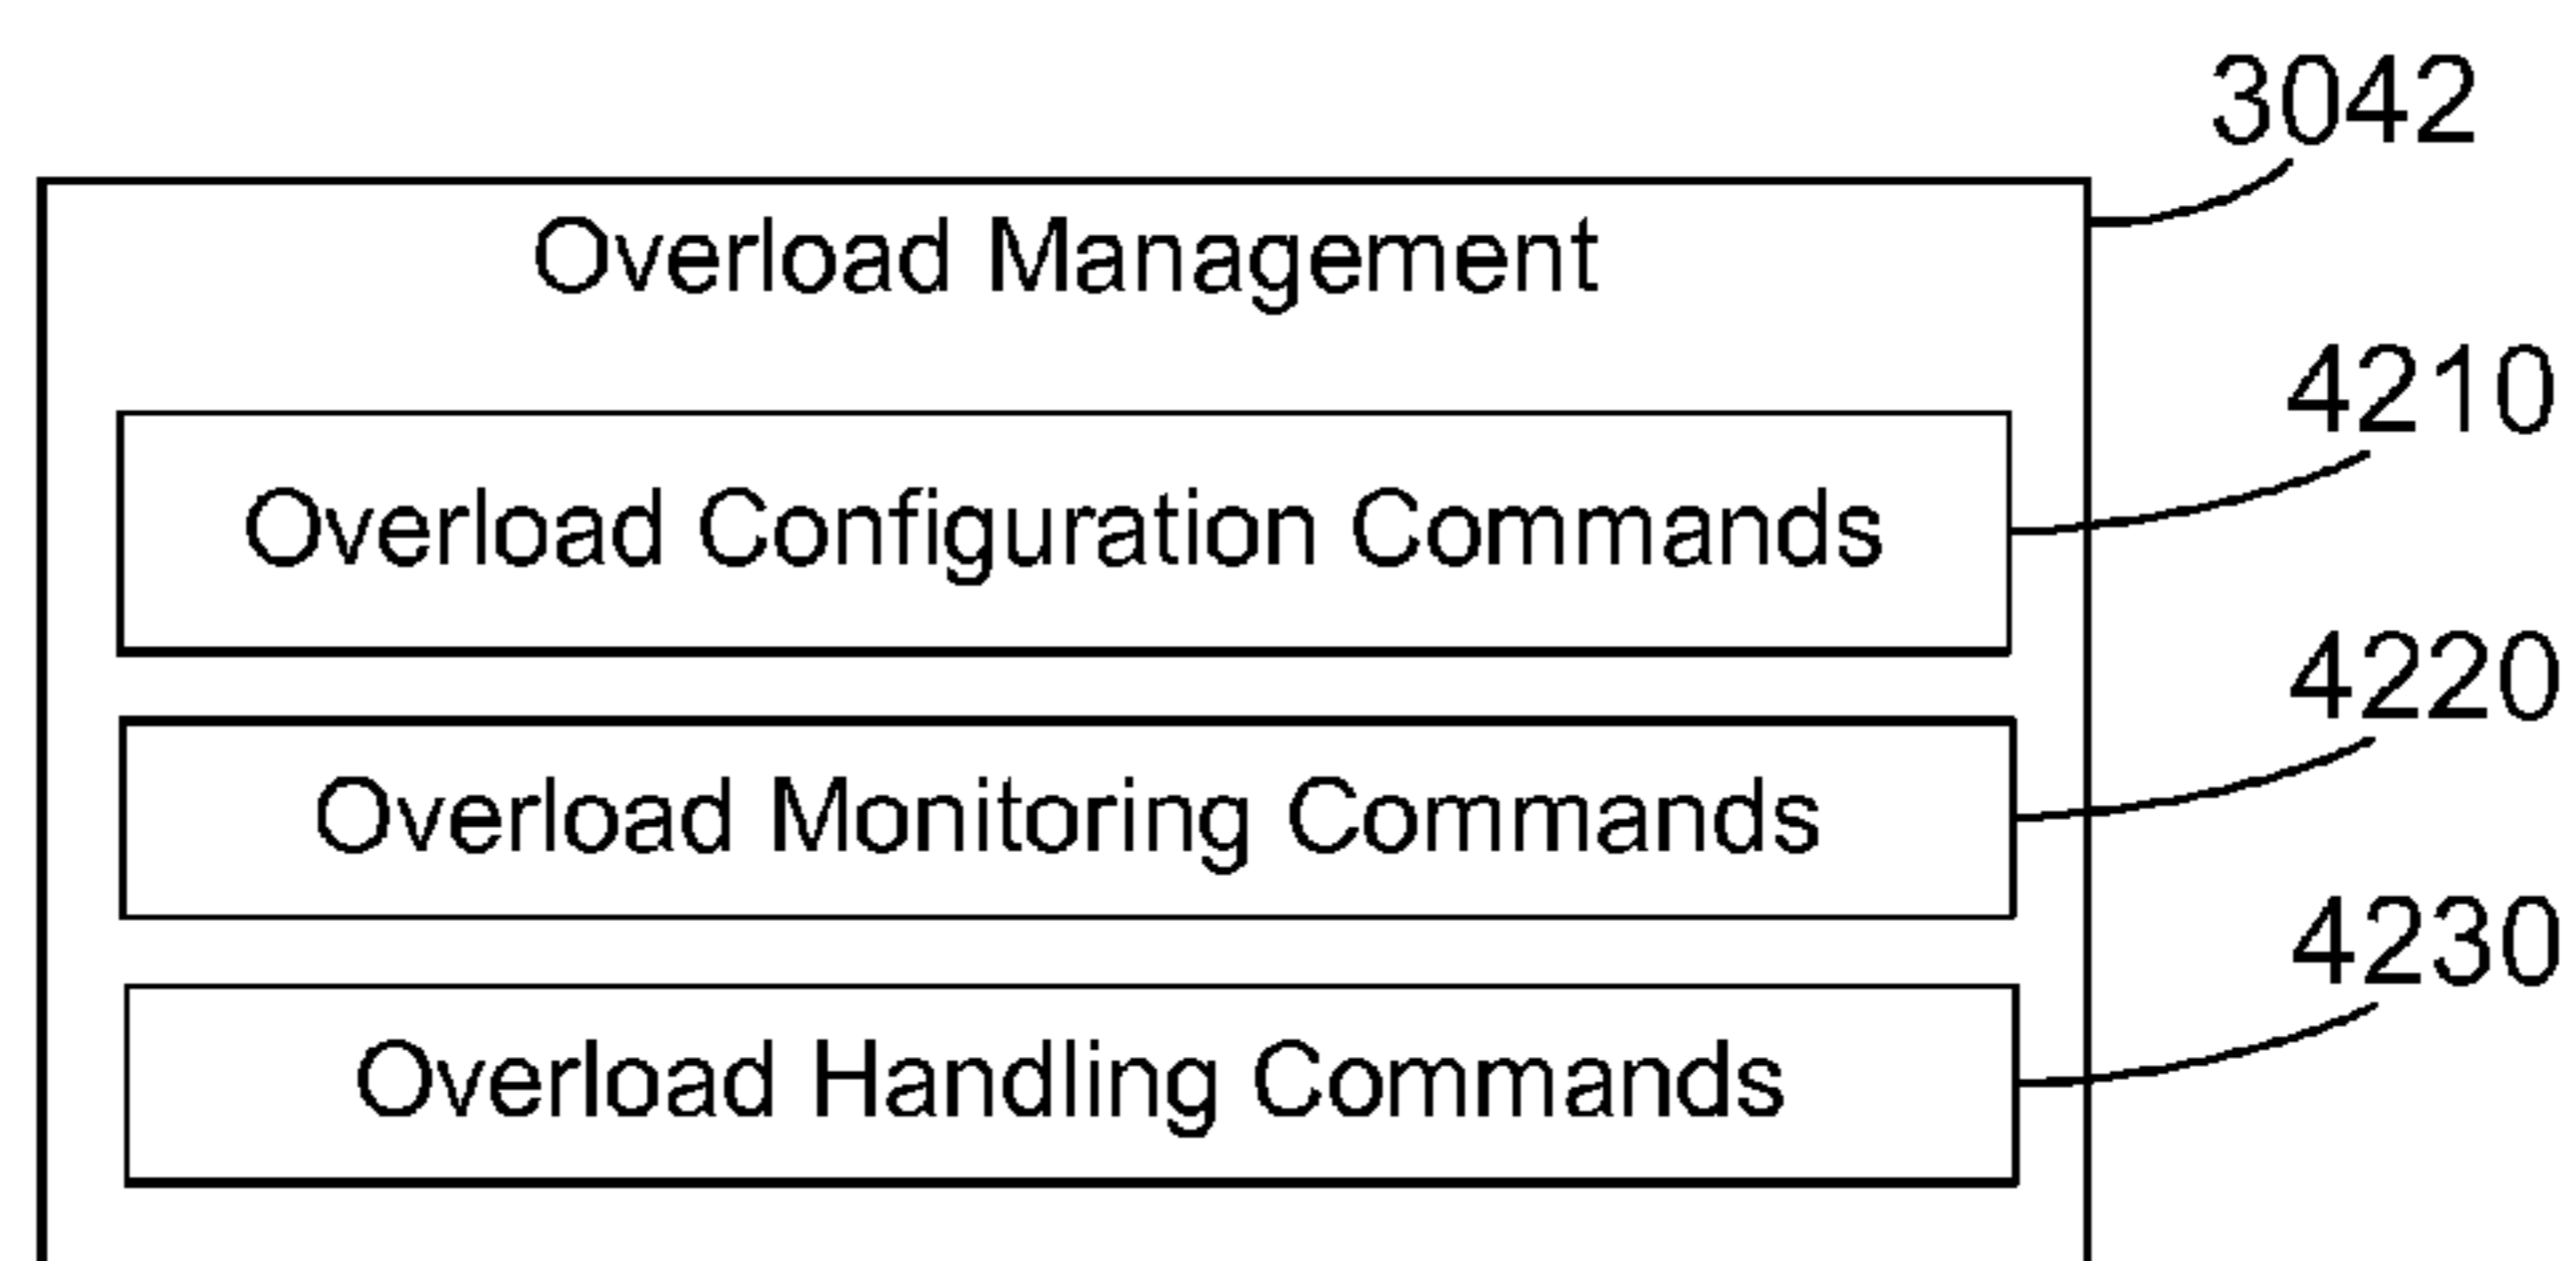 3042
Overload Management
4210
Overload Configuration Commands
4220
Overload Monitoring Commands
4230
Overload Handling Commands